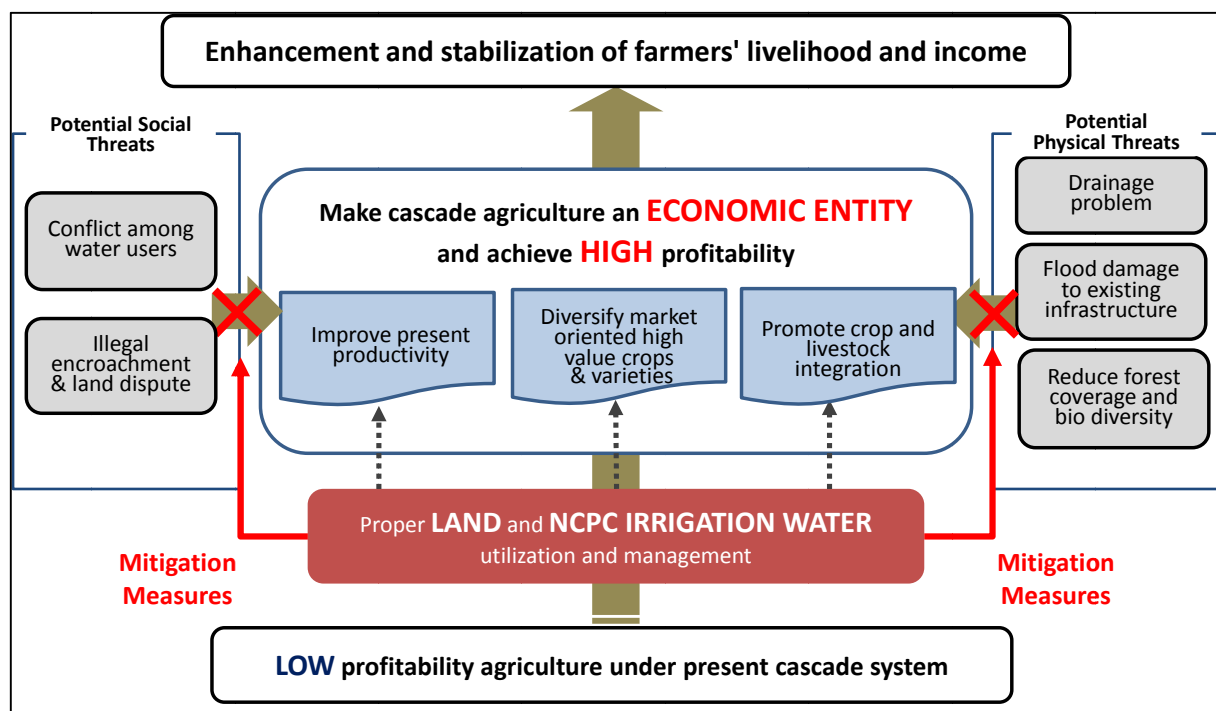 Enhancement and stabilization of farmers' livelihood and income
Potential Social
Threats
Conflict among
water users
Illegal
encroachment
& land dispute
Potential
Physical Threats
Drainage
problem
Flood damage
to existing
infrastructure
Reduce forest
coverage and
bio diversity
Make cascade agriculture an ECONOMIC ENTITY
and achieve HIGH profitability
Improve present
productivity
Diversify market
oriented high
value crops
& varieties
Promote crop and
livestock
integration
Proper LAND and NCPC IRRIGATION WATER
utilization and management
Mitigation
Measures
Mitigation
Measures
LOW profitability agriculture under present cascade system